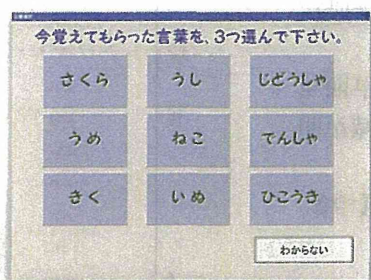 今覚えてもらった言葉を、3つ選んで下さい。
さくら うし じどうしゃ
うめ ねこ でんしゃ
きく いぬ ひこうき
わからない